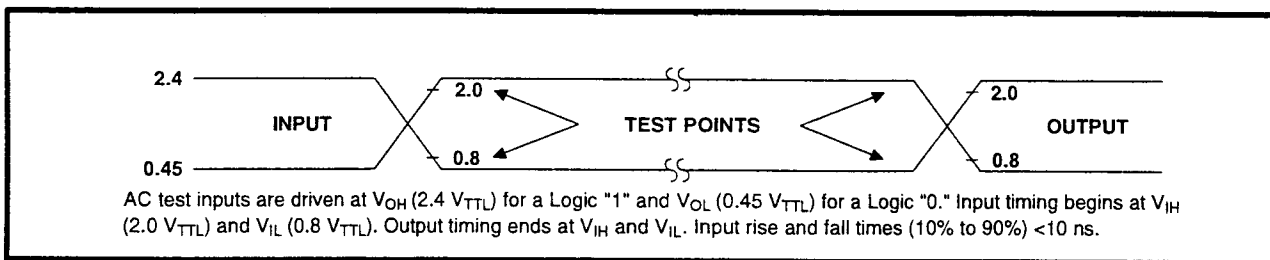 2.4
2.0
2.0
INPUT
TEST POINTS
OUTPUT
0.8
0.8
0.45
AC test inputs are driven at VOH (2.4 VTTL) for a Logic "1" and VOL (0.45 VTTL) for a Logic "0." Input timing begins at VIH
(2.0 VTTL) and VIL (0.8 VTTL). Output timing ends at VIH and VIL. Input rise and fall times (10% to 90%) <10 ns.